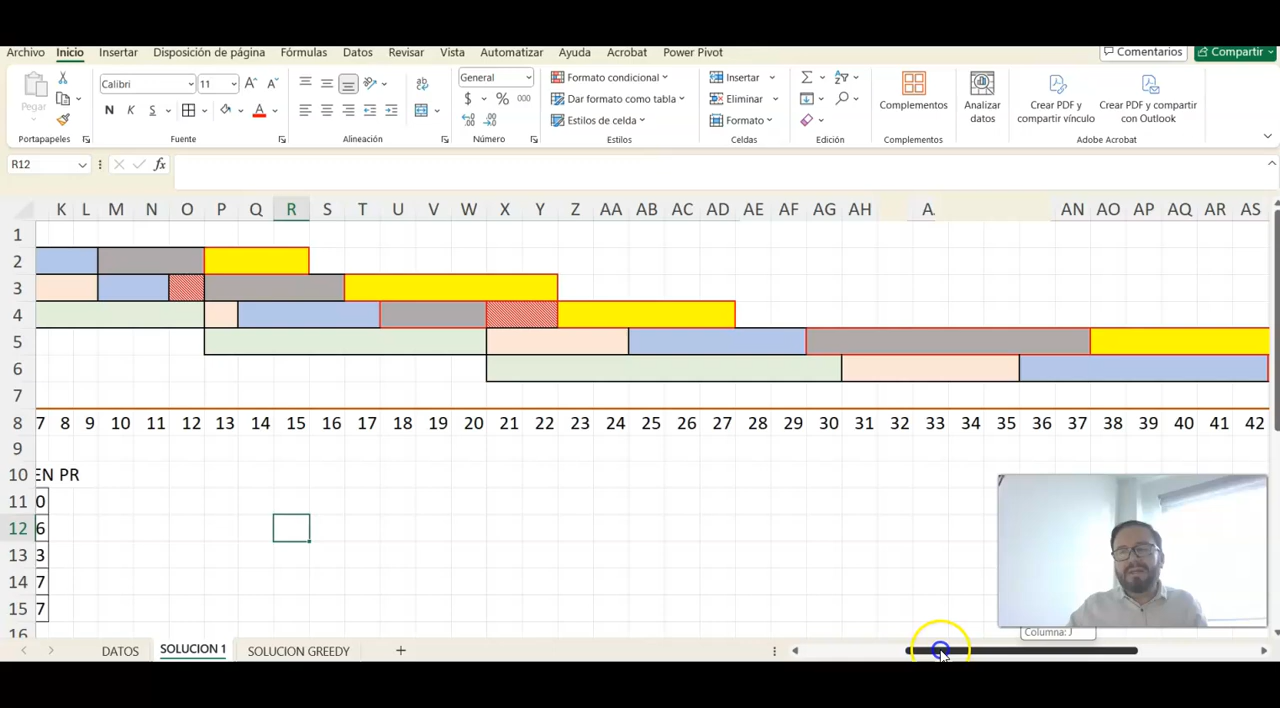 Archivo Inicio Insertar Disposición de página Fórmulas Datos Revisar Vista Automatizar Ayuda Acrobat Power Pivot Comentarios Compartir
Pegar
Calibri 11
N K S
General
$ % 000
Formato condicional
Dar formato como tabla
Estilos de celda
Insertar
Eliminar
Formato
Complementos
Analizar datos
Crear PDF y compartir vínculo
Crear PDF y compartir con Outlook
Portapapeles Fuente Alineación Número Estilos Celdas Edición Complementos Adobe Acrobat
R12 fx
K L M N O P Q R S T U V W X Y Z AA AB AC AD AE AF AG AH A. AN AO AP AQ AR AS
1
2
3
4
5
6
7
8 7 8 9 10 11 12 13 14 15 16 17 18 19 20 21 22 23 24 25 26 27 28 29 30 31 32 33 34 35 36 37 38 39 40 41 42
9
10 EN PR
11 0
12 6
13 3
14 7
15 7
16
Columna: J
DATOS SOLUCION 1 SOLUCION GREEDY +